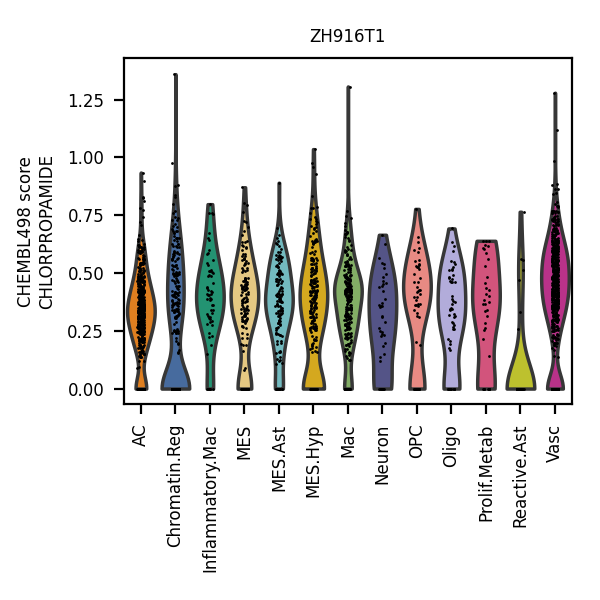 ZH916T1
CHEMBL498 score
CHLORPROPAMIDE
1.25
1.00
0.75
0.50
0.25
0.00
AC
Chromatin.Reg
Inflammatory.Mac
MES
MES.Ast
MES.Hyp
Mac
Neuron
OPC
Oligo
Prolif.Metab
Reactive.Ast
Vasc